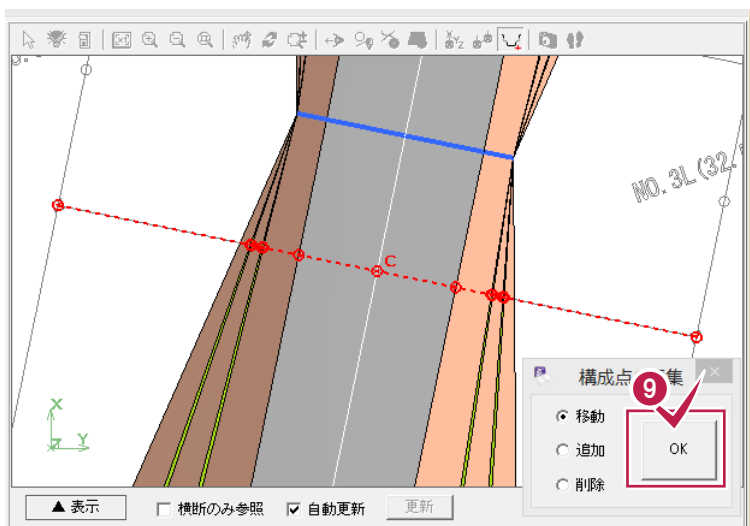 NO. 3L(32.
C
X
Y
Z
構成点
集
9
移動
追加
OK
削除
▲ 表示
横断のみ参照
自動更新
更新